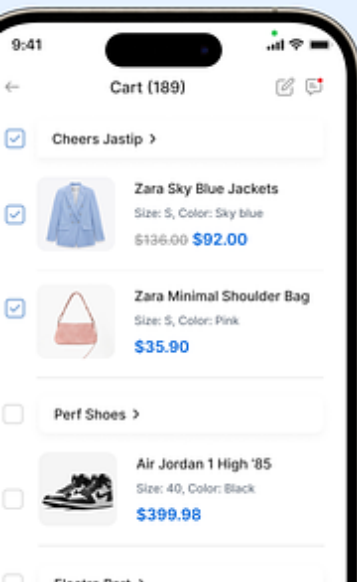 9:41
Cart (189)
Cheers Jastip >
Zara Sky Blue Jackets
Size: S, Color: Sky blue
$136.00 $92.00
Zara Minimal Shoulder Bag
Size: S, Color: Pink
$35.90
Perf Shoes >
Air Jordan 1 High '85
Size: 40, Color: Black
$399.98